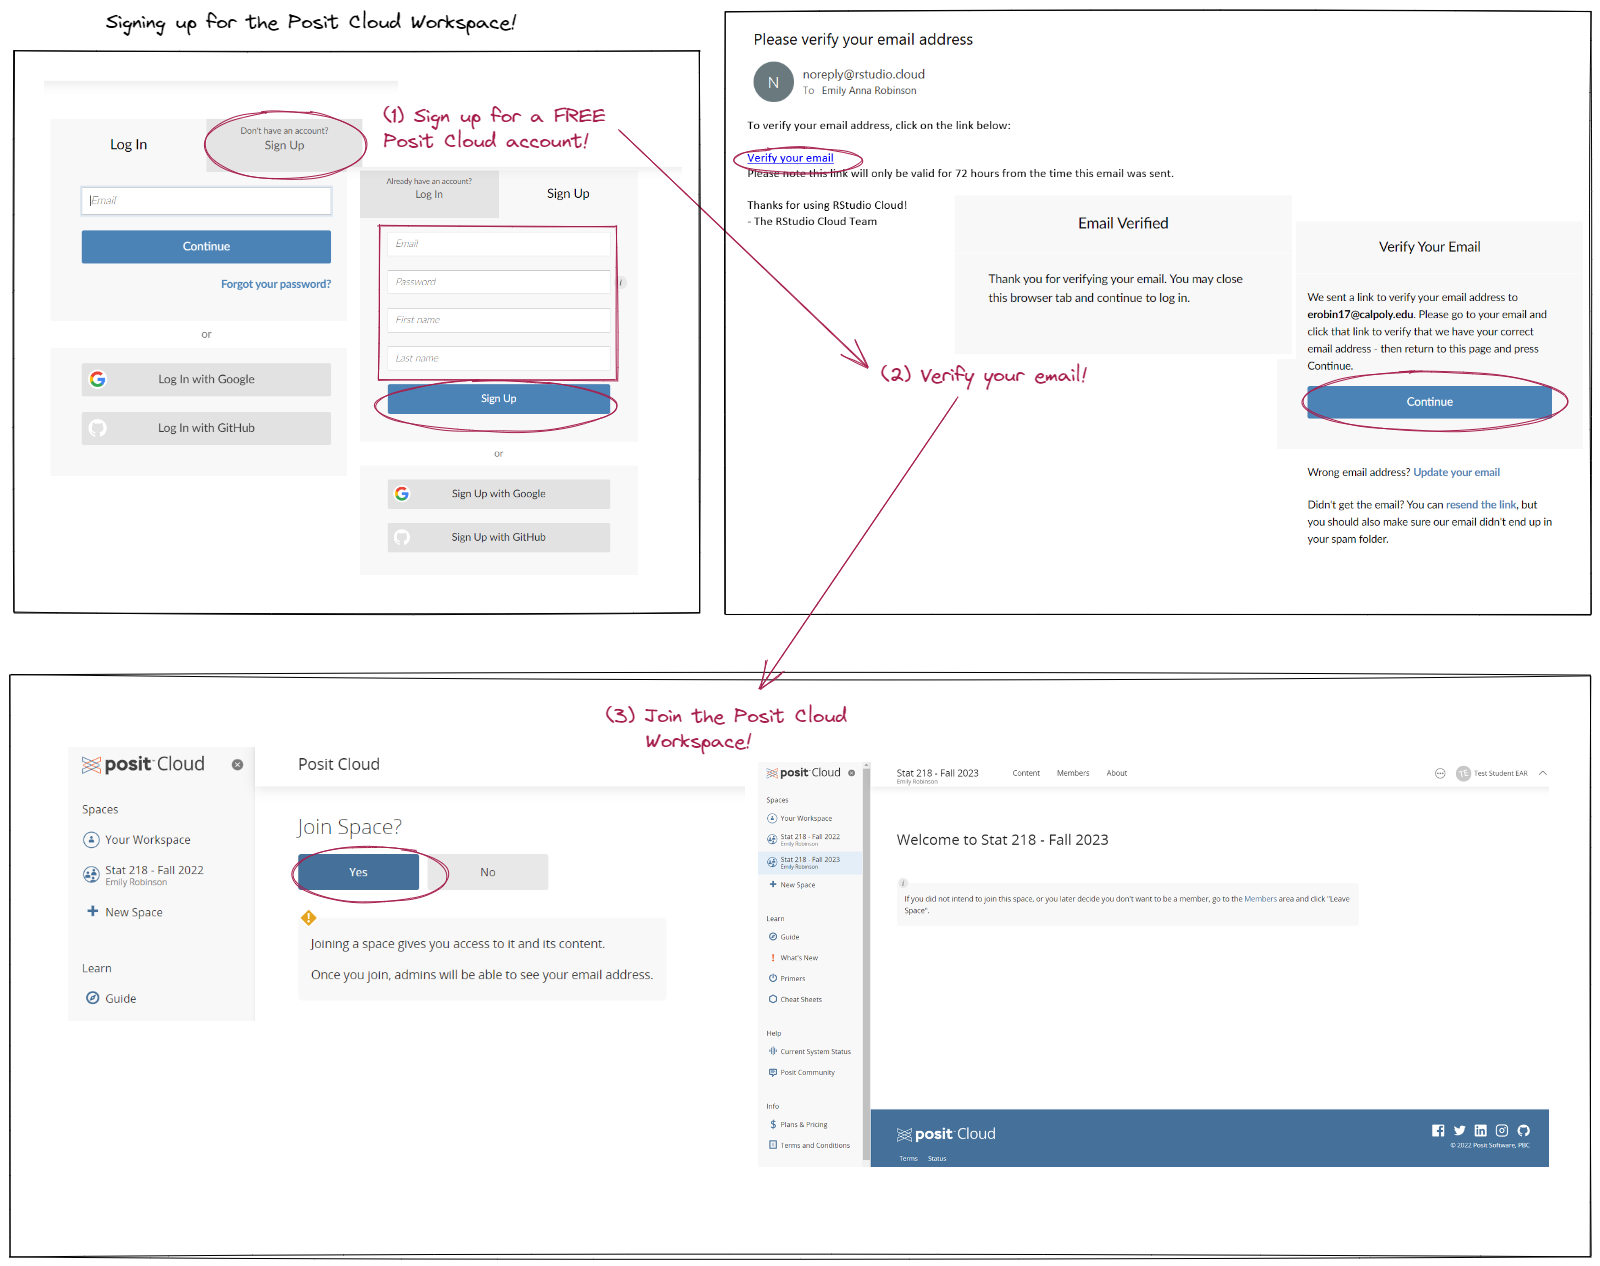 Signing up for the Posit Cloud Workspace!
Log In
Don't have an account?
Sign Up
Email
Continue
Forgot your password?
or
Log In with Google
Log In with GitHub
(1) Sign up for a FREE
Posit Cloud account!
Already have an account?
Log In
Sign Up
Email
Password
i
First name
Last name
Sign Up
or
Sign Up with Google
Sign Up with GitHub
Please verify your email address
N
noreply@rstudio.cloud
To Emily Anna Robinson
To verify your email address, click on the link below:
Verify your email
Please note this link will only be valid for 72 hours from the time this email was sent.
Thanks for using RStudio Cloud!
- The RStudio Cloud Team
Email Verified
Thank you for verifying your email. You may close
this browser tab and continue to log in.
Verify Your Email
We sent a link to verify your email address to
erobin17@calpoly.edu. Please go to your email and
click that link to verify that we have your correct
email address - then return to this page and press
Continue.
Continue
Wrong email address? Update your email
Didn't get the email? You can resend the link, but
you should also make sure our email didn't end up in
your spam folder.
(2) Verify your email!
(3) Join the Posit Cloud
Workspace!
posit Cloud
Spaces
Your Workspace
Stat 218 - Fall 2022
Emily Robinson
New Space
Learn
Guide
Posit Cloud
Join Space?
Yes
No
Joining a space gives you access to it and its content.
Once you join, admins will be able to see your email address.
posit Cloud
Spaces
Your Workspace
Stat 218 - Fall 2022
Emily Robinson
Stat 218 - Fall 2023
Emily Robinson
New Space
Learn
Guide
What's New
Primers
Cheat Sheets
Help
Current System Status
Posit Community
Info
Plans & Pricing
Terms and Conditions
Stat 218 - Fall 2023
Emily Robinson
Content
Members
About
TE
Test Student EAR
Welcome to Stat 218 - Fall 2023
i
If you did not intend to join this space, or you later decide you don't want to be a member, go to the Members area and click "Leave
Space".
posit Cloud
Terms
Status
© 2022 Posit Software, PBC